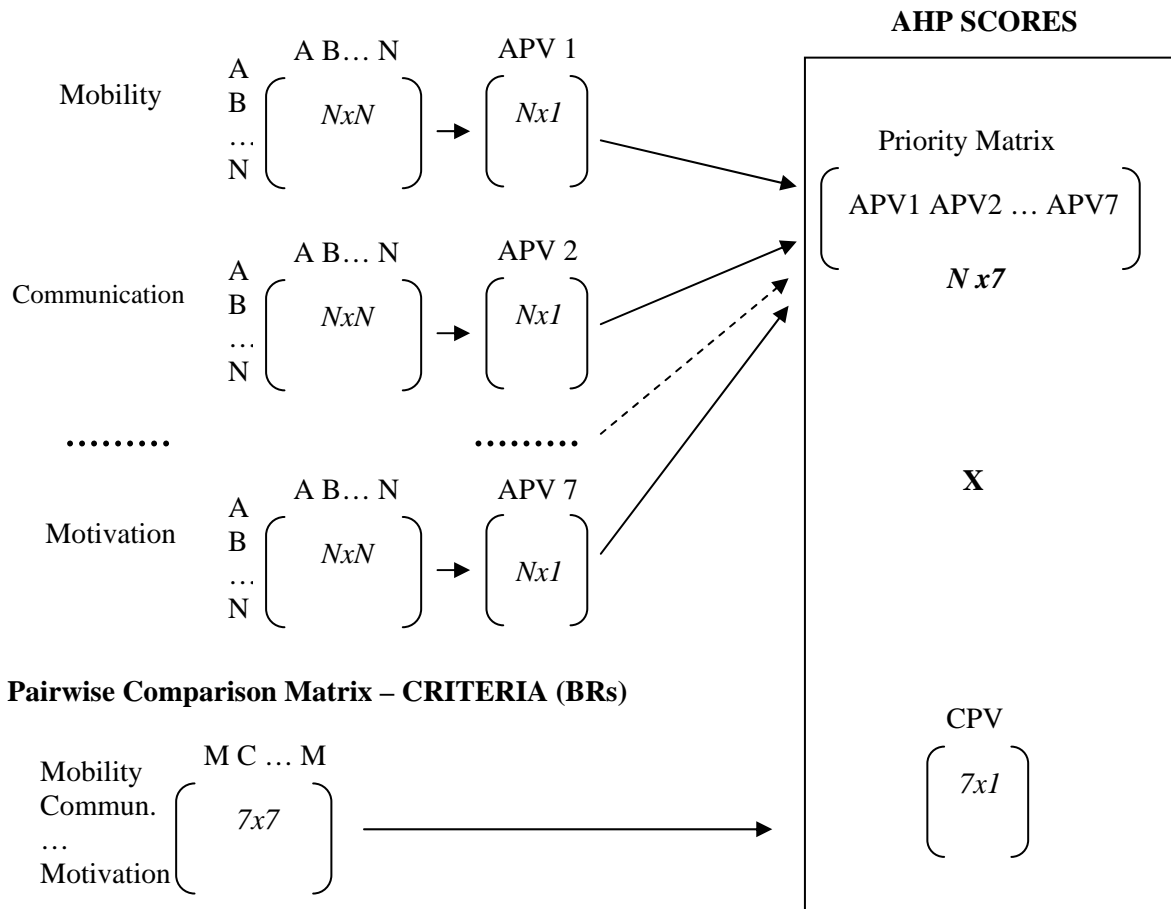 AHP SCORES
A B… N
APV 1
Mobility
A
B
…
N
NxN
Nx1
Priority Matrix
APV1 APV2 … APV7
N x7
A B… N
APV 2
Communication
A
B
…
N
NxN
Nx1
………
………
A B… N
APV 7
Motivation
A
B
…
N
NxN
Nx1
X
Pairwise Comparison Matrix – CRITERIA (BRs)
M C … M
Mobility
Commun.
…
Motivation
7x7
CPV
7x1